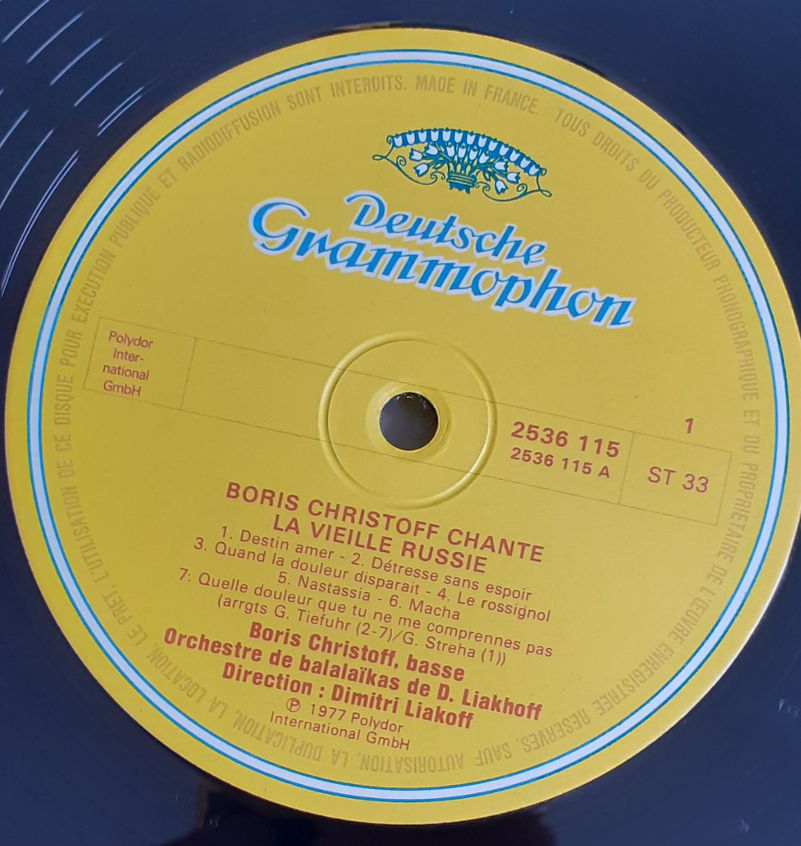 TOUS DROITS DU PRODUCTEUR PHONOGRAPHIQUE ET DU PROPRIETAIRE DE L'ŒUVRE ENREGISTREE RESERVES. SAUF AUTORISATION, LA DUPLICATION, LA LOCATION, LE PRET, L'UTILISATION DE CE DISQUE POUR EXECUTION PUBLIQUE ET RADIODIFFUSION SONT INTERDITS. MADE IN FRANCE.
Deutsche
Grammophon
Polydor
Inter-
national
GmbH
2536 115
2536 115 A
1
ST 33
BORIS CHRISTOFF CHANTE
LA VIEILLE RUSSIE
1. Destin amer - 2. Détresse sans espoir
3. Quand la douleur disparait - 4. Le rossignol
5. Nastassia - 6. Macha
7: Quelle douleur que tu ne me comprennes pas
(arrgts G. Tiefuhr (2-7)/G. Streha (1))
Boris Christoff, basse
Orchestre de balalaïkas de D. Liakhoff
Direction : Dimitri Liakoff
℗ 1977 Polydor
International GmbH